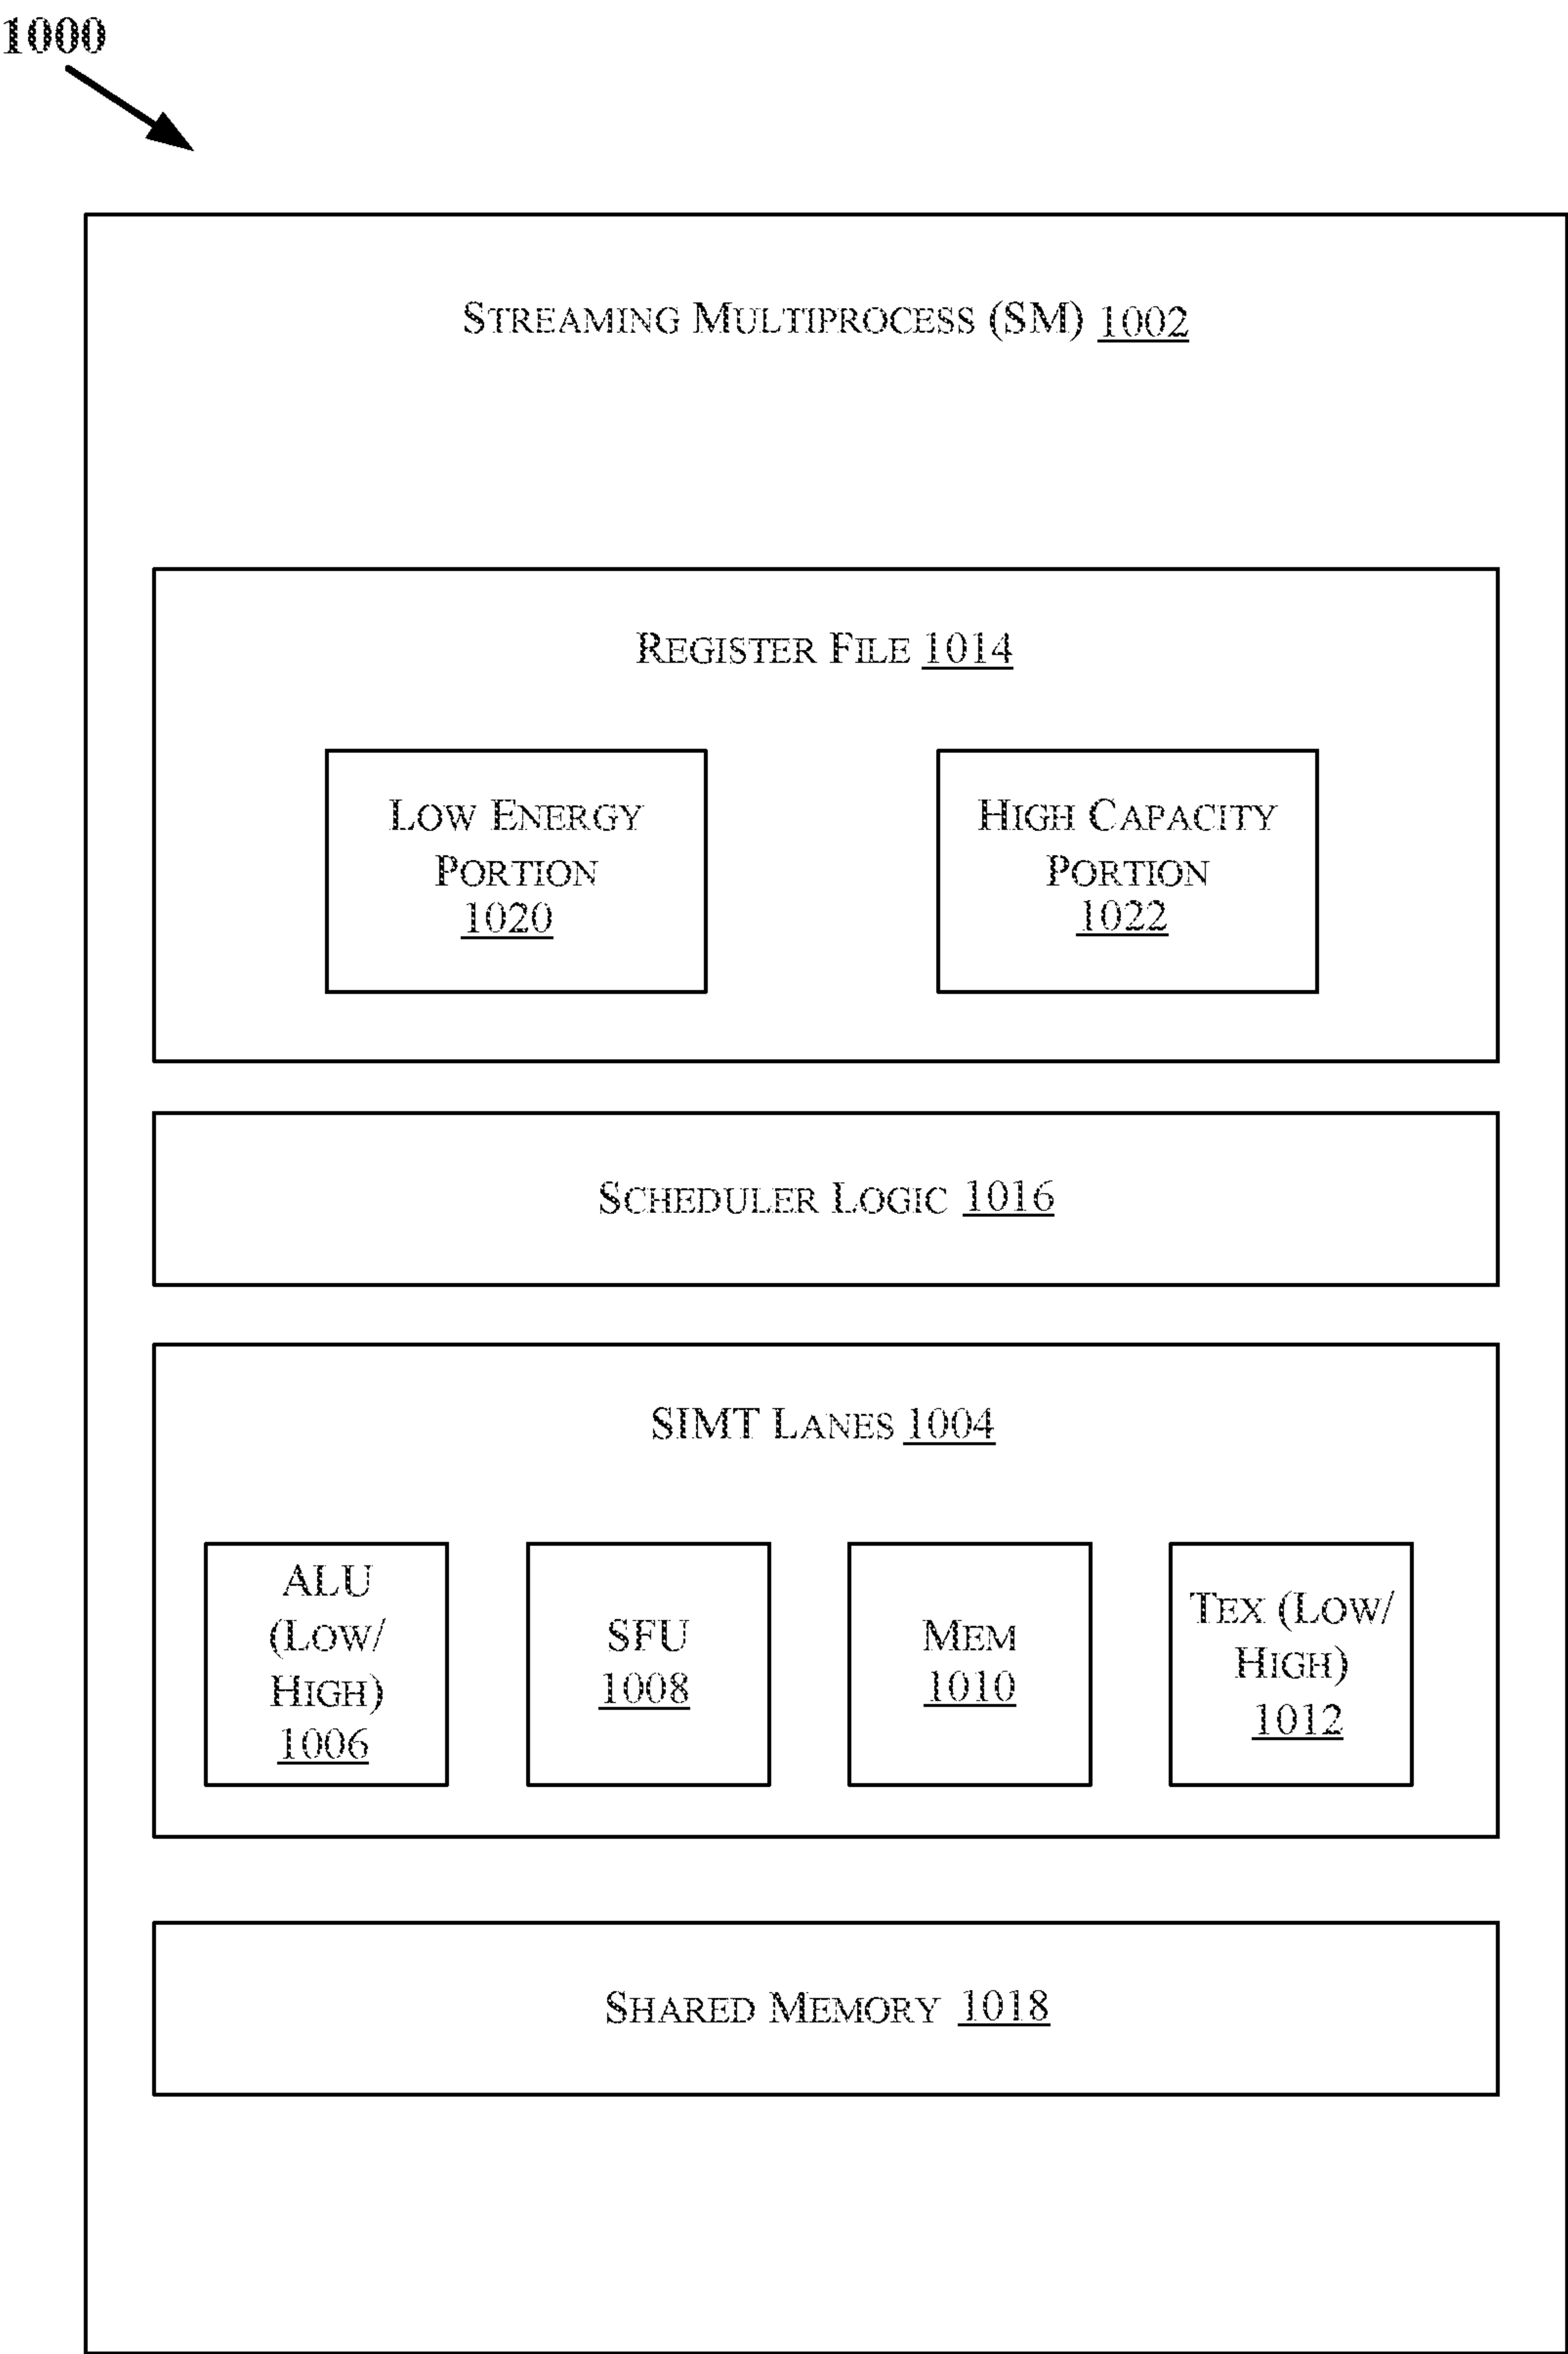 1000
STREAMING MULTIPROCESS (SM) 1002
REGISTER FILE 1014
LOW ENERGY
PORTION
1020
HIGH CAPACITY
PORTION
1022
SCHEDULER LOGIC 1016
SIMT LANES 1004
ALU
(LOW/
HIGH)
1006
SFU
1008
MEM
1010
TEX (LOW/
HIGH)
1012
SHARED MEMORY 1018